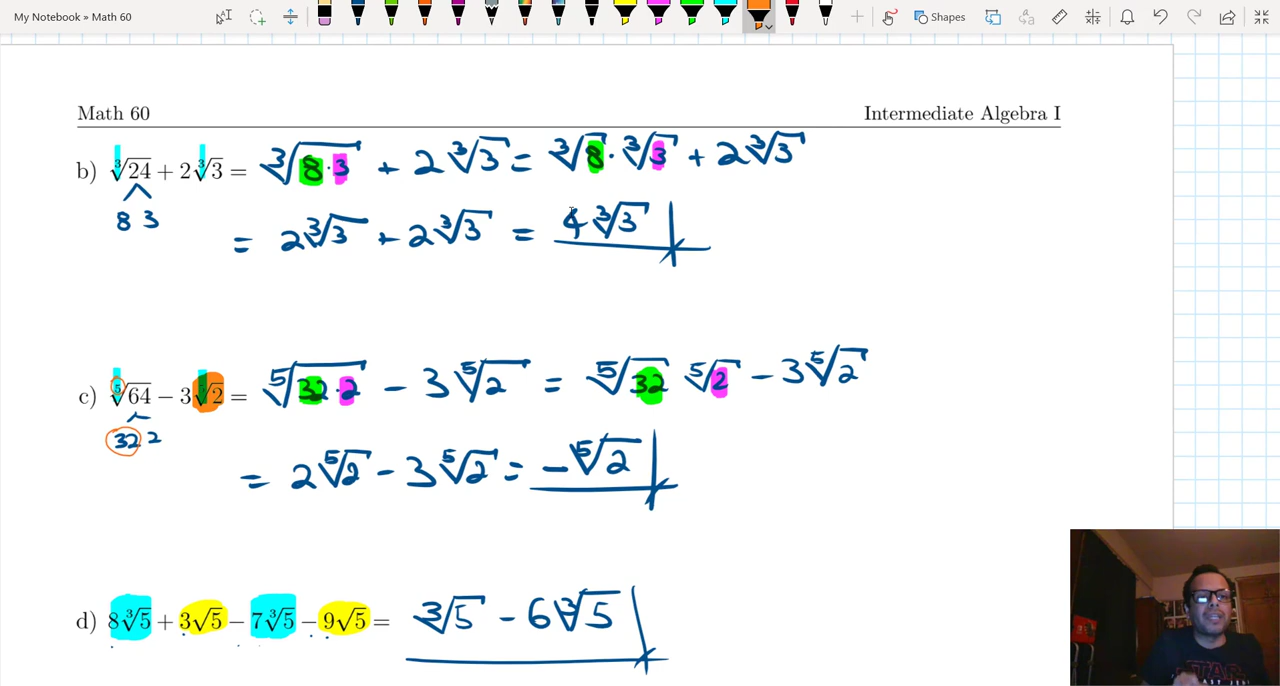 My Notebook » Math 60
Shapes
Math 60 Intermediate Algebra I
b) ∛24 + 2∛3 = ∛(8·3) + 2∛3 = ∛8 · ∛3 + 2∛3
8 3
= 2∛3 + 2∛3 = 4∛3
c) ⁵√64 − 3⁵√2 = ⁵√(32·2) − 3⁵√2 = ⁵√32 ⁵√2 − 3⁵√2
32 2
= 2⁵√2 − 3⁵√2 = −⁵√2
d) 8∛5 + 3√5 − 7∛5 − 9√5 = ∛5 − 6∛5